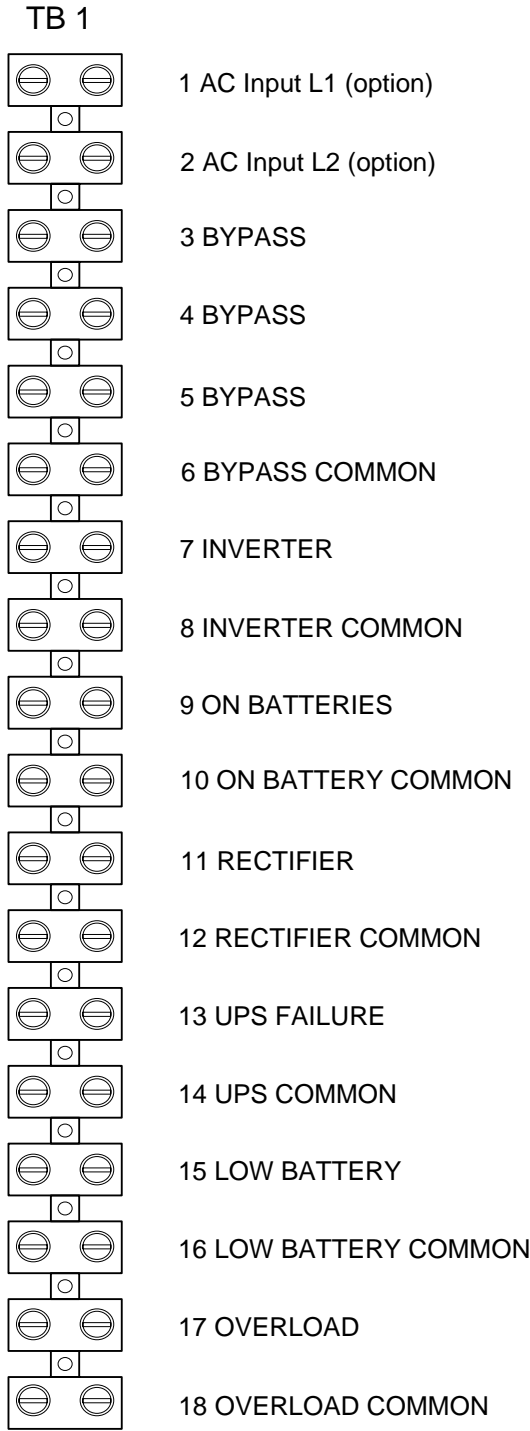 TB 1
1 AC Input L1 (option)
2 AC Input L2 (option)
3 BYPASS
4 BYPASS
5 BYPASS
6 BYPASS COMMON
7 INVERTER
8 INVERTER COMMON
9 ON BATTERIES
10 ON BATTERY COMMON
11 RECTIFIER
12 RECTIFIER COMMON
13 UPS FAILURE
14 UPS COMMON
15 LOW BATTERY
16 LOW BATTERY COMMON
17 OVERLOAD
18 OVERLOAD COMMON